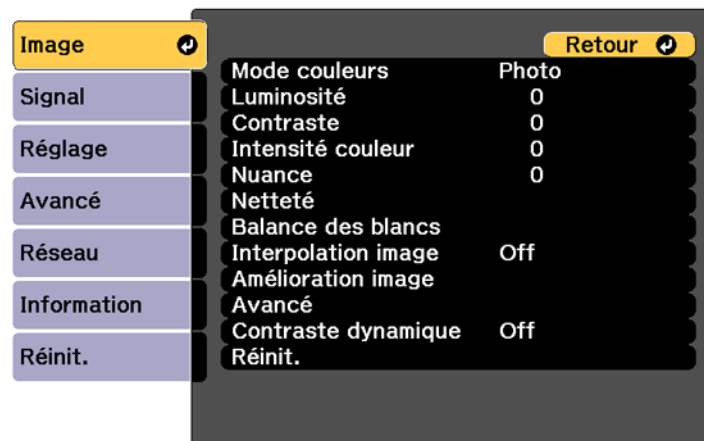 Image
Signal
Réglage
Avancé
Réseau
Information
Réinit.
Retour
Mode couleurs Photo
Luminosité 0
Contraste 0
Intensité couleur 0
Nuance 0
Netteté
Balance des blancs
Interpolation image Off
Amélioration image
Avancé
Contraste dynamique Off
Réinit.